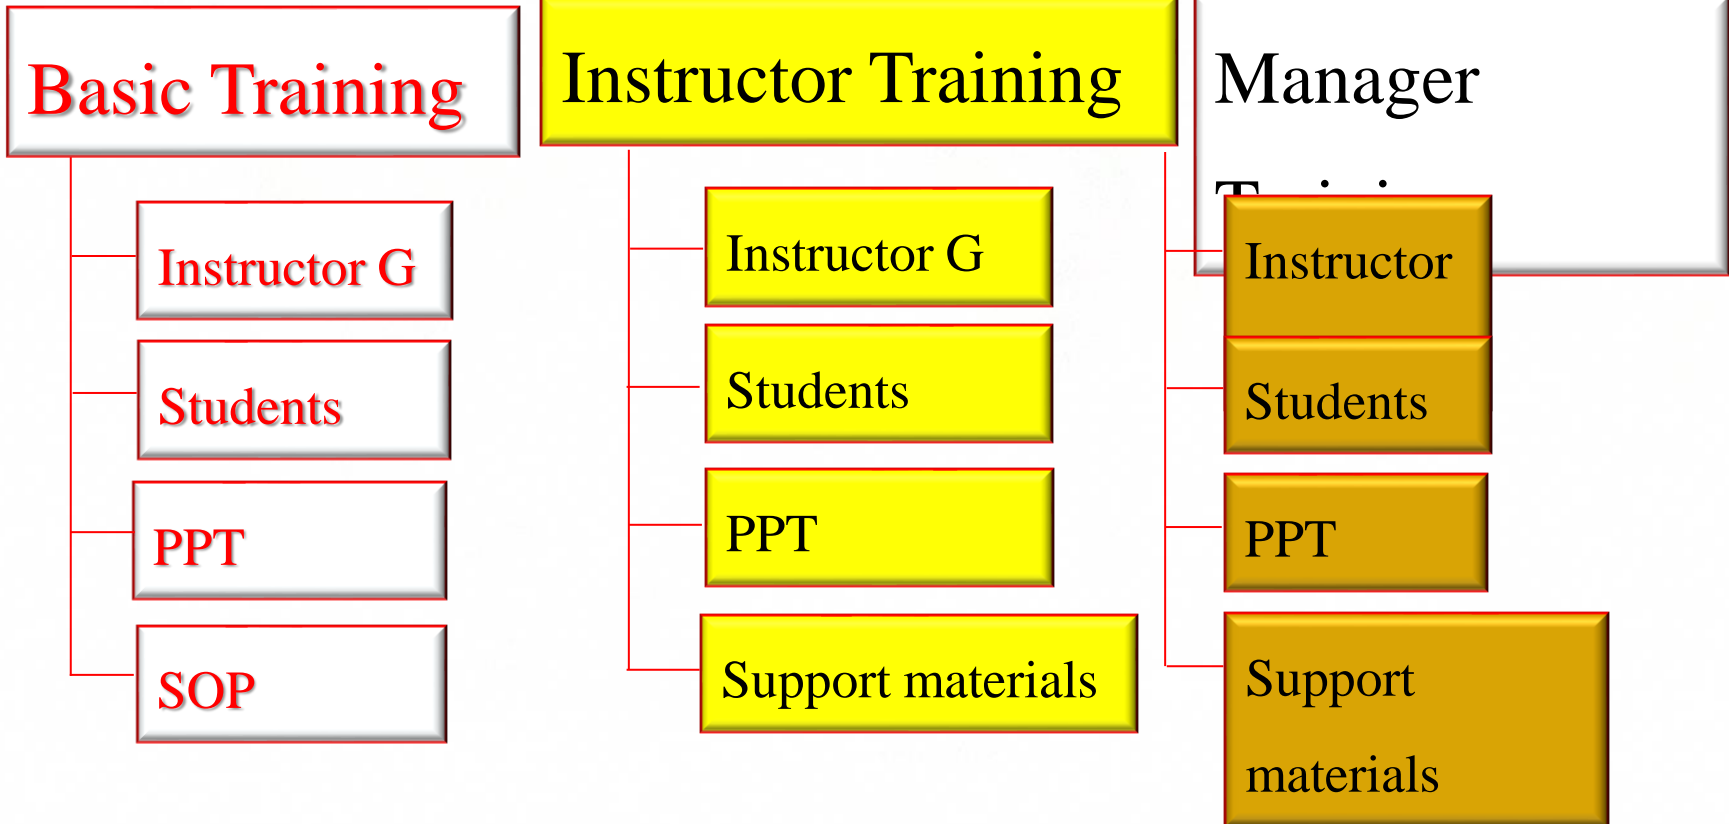 Basic Training
Instructor G
Students
PPT
SOP
Instructor Training
Instructor G
Students
PPT
Support materials
Manager
Instructor
Students
PPT
Support
materials